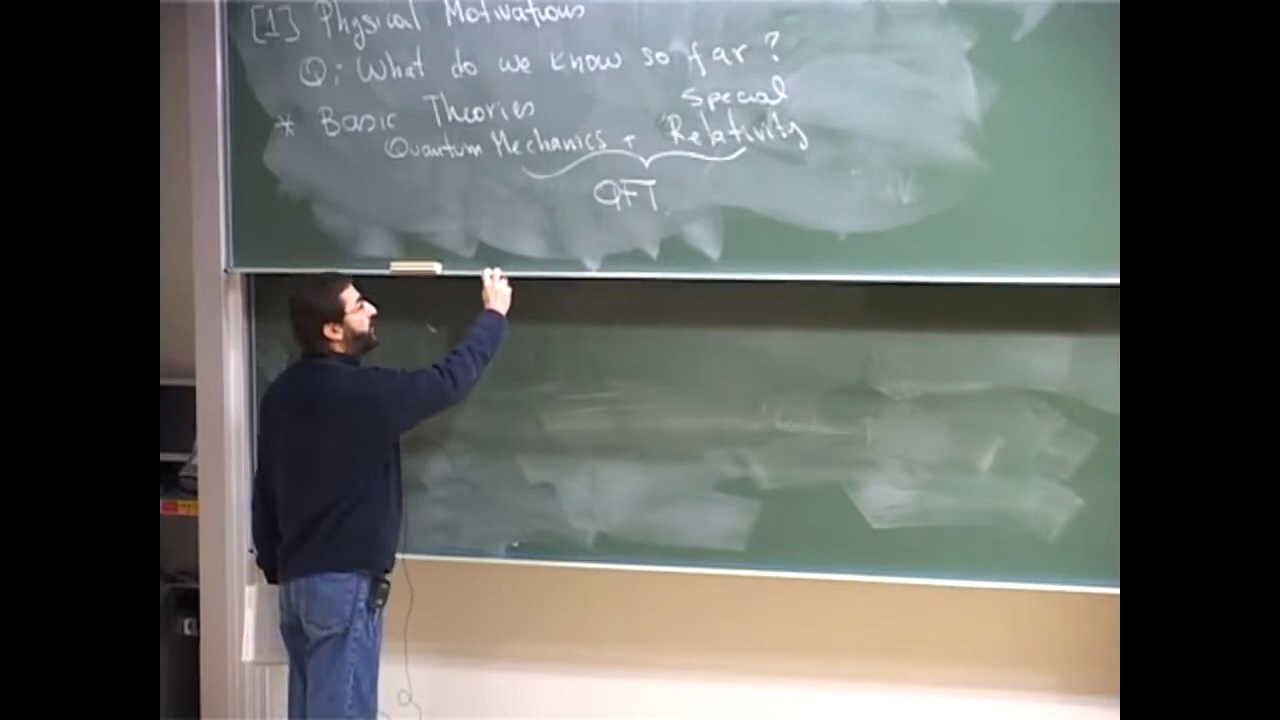 [1] Physical Motivations
Q: What do we know so far?
* Basic Theories
Quantum Mechanics + Special Relativity
QFT